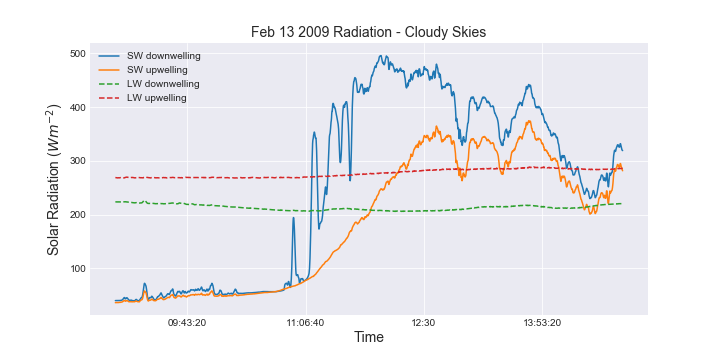 Feb 13 2009 Radiation - Cloudy Skies
SW downwelling
SW upwelling
LW downwelling
LW upwelling
Solar Radiation (Wm⁻²)
500
400
300
200
100
09:43:20 11:06:40 12:30 13:53:20
Time